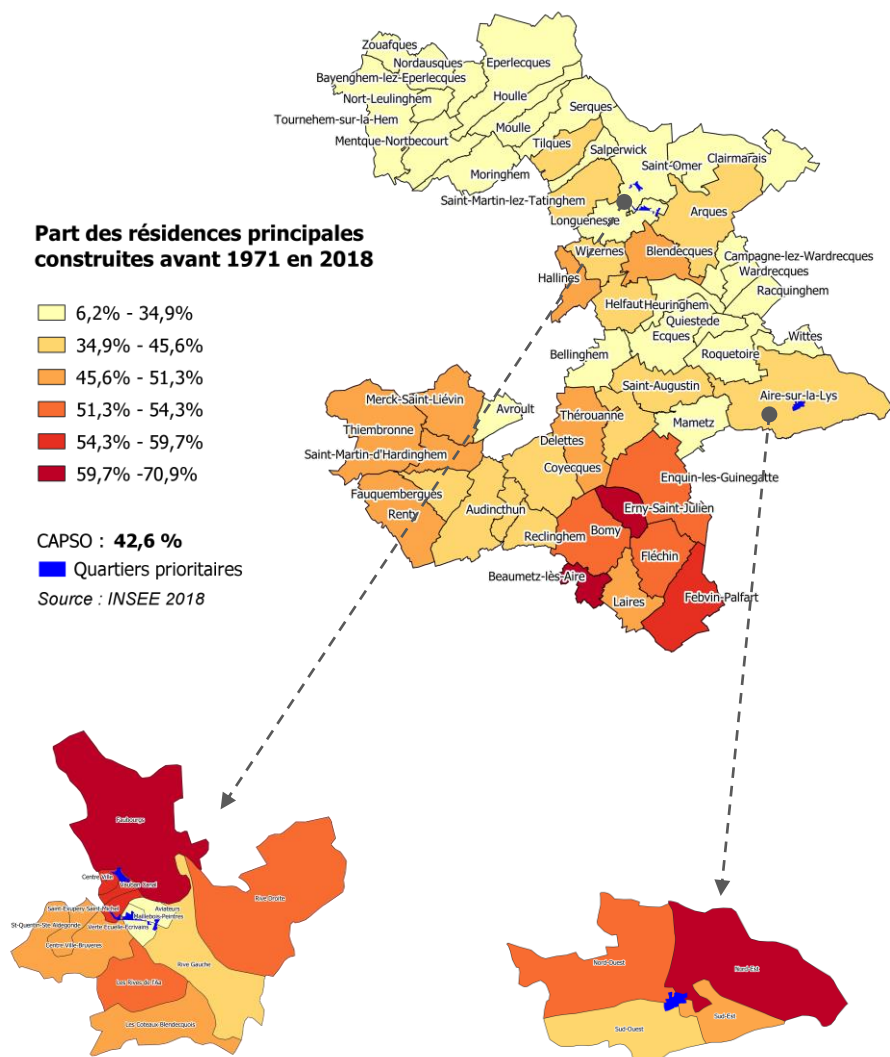 Zouafques
Nordausques
Eperlecques
Bayenghem-lez-Eperlecques
Nort-Leulinghem
Houlle
Serques
Tournehem-sur-la-Hem
Moulle
Mentque-Nortbecourt
Tilques
Salperwick
Saint-Omer
Clairmarais
Moringhem
Saint-Martin-lez-Tatinghem
Arques
Longuenesse
Part des résidences principales
construites avant 1971 en 2018
Wizernes
Blendecques
Campagne-lez-Wardrecques
Wardrecques
Hallines
Racquinghem
Helfaut
Heuringhem
Quiestede
Ecques
Wittes
Bellinghem
Roquetoire
Saint-Augustin
Aire-sur-la-Lys
Merck-Saint-Liévin
Avroult
Thérouanne
Mametz
Thiembronne
Delettes
Saint-Martin-d'Hardinghem
Coyecques
Enquin-les-Guinegatte
Fauquembergues
Renty
Audincthun
Erny-Saint-Julien
Reclinghem
Bomy
Fléchin
Beaumetz-lès-Aire
Laires
Febvin-Palfart
6,2% - 34,9%
34,9% - 45,6%
45,6% - 51,3%
51,3% - 54,3%
54,3% - 59,7%
59,7% -70,9%
CAPSO : 42,6 %
Quartiers prioritaires
Source : INSEE 2018
Faubourgs
Centre Ville
Rive Droite
Saint-Exupéry
Saint-Michel
Aviateurs
Maillebois-Peintres
St-Quentin-Ste-Aldegonde
Verte Ecuelle-Ecrivains
Centre Ville-Bruyeres
Rive Gauche
Les Rives de l'Aa
Les Coteaux Blendecquois
Nord-Ouest
Nord-Est
Sud-Est
Sud-Ouest